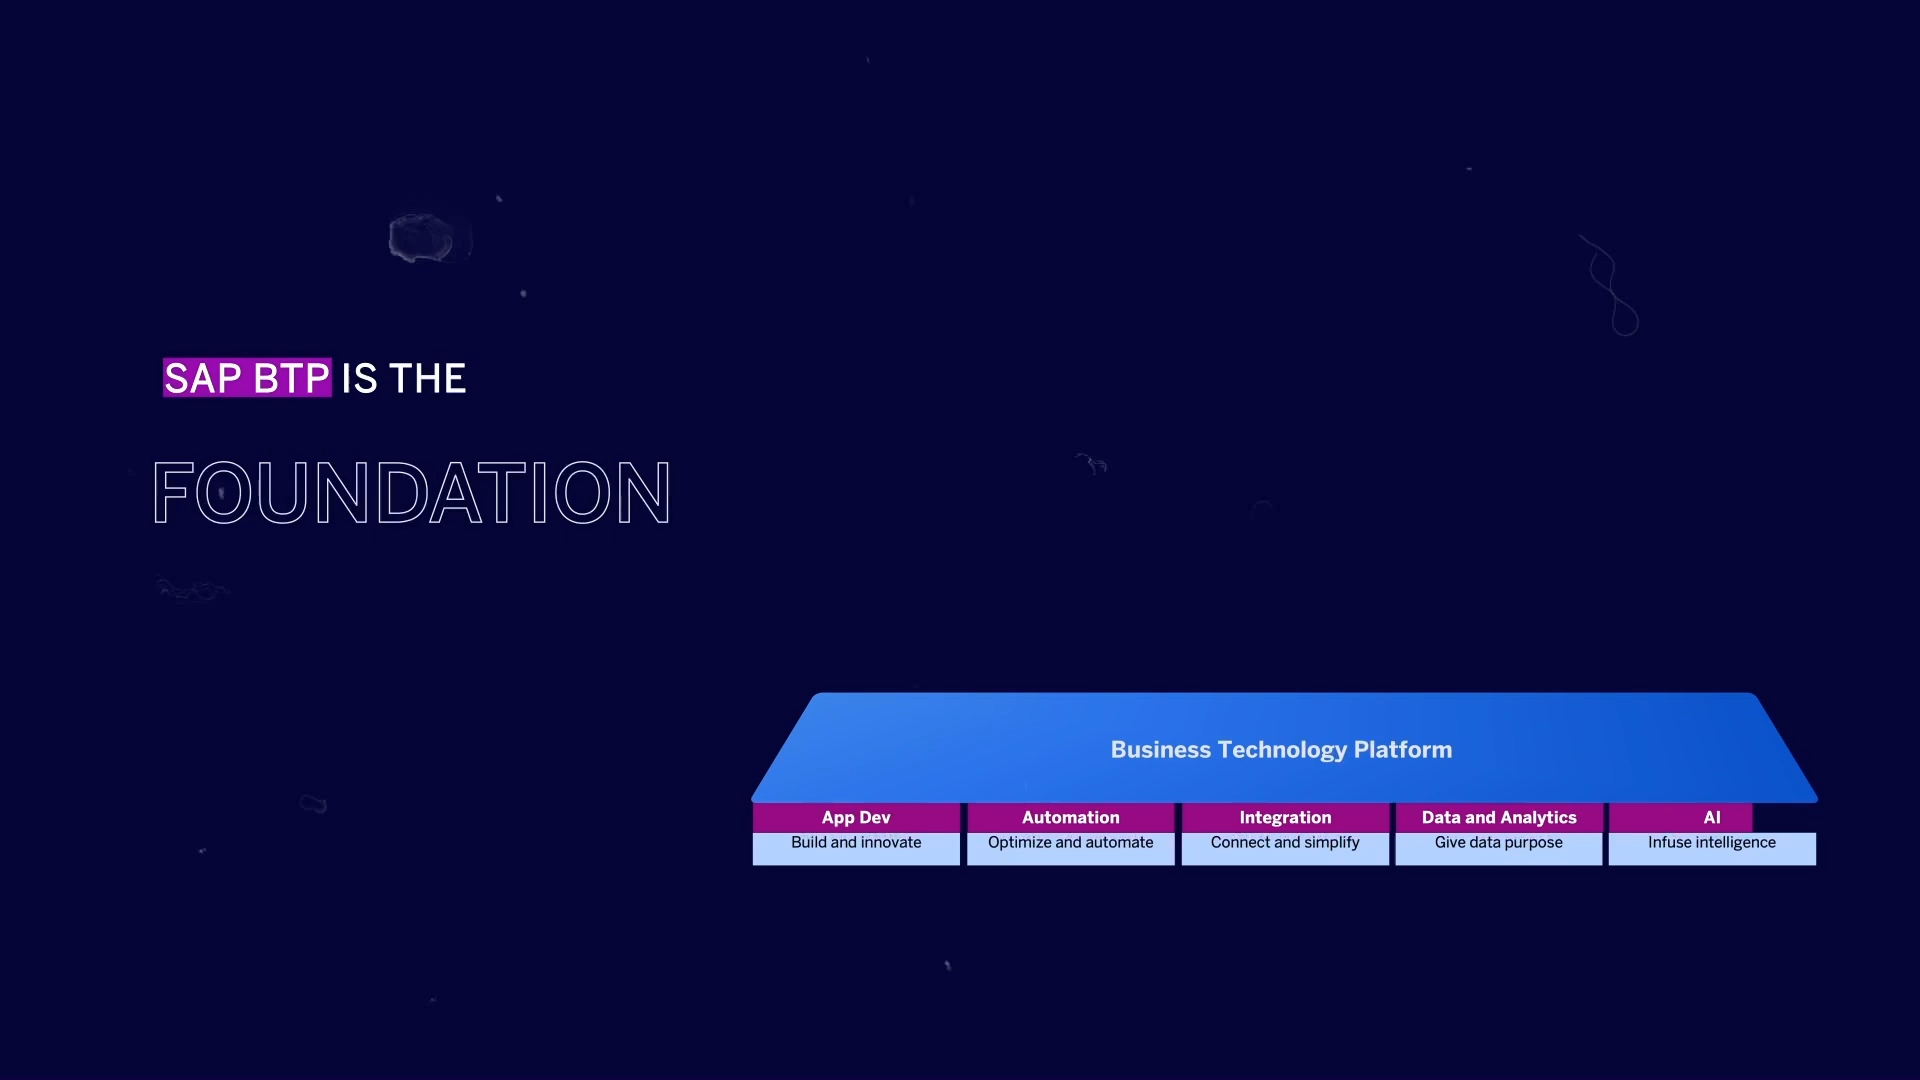 SAP BTP IS THE
FOUNDATION
Business Technology Platform
App Dev
Build and innovate
Automation
Optimize and automate
Integration
Connect and simplify
Data and Analytics
Give data purpose
AI
Infuse intelligence